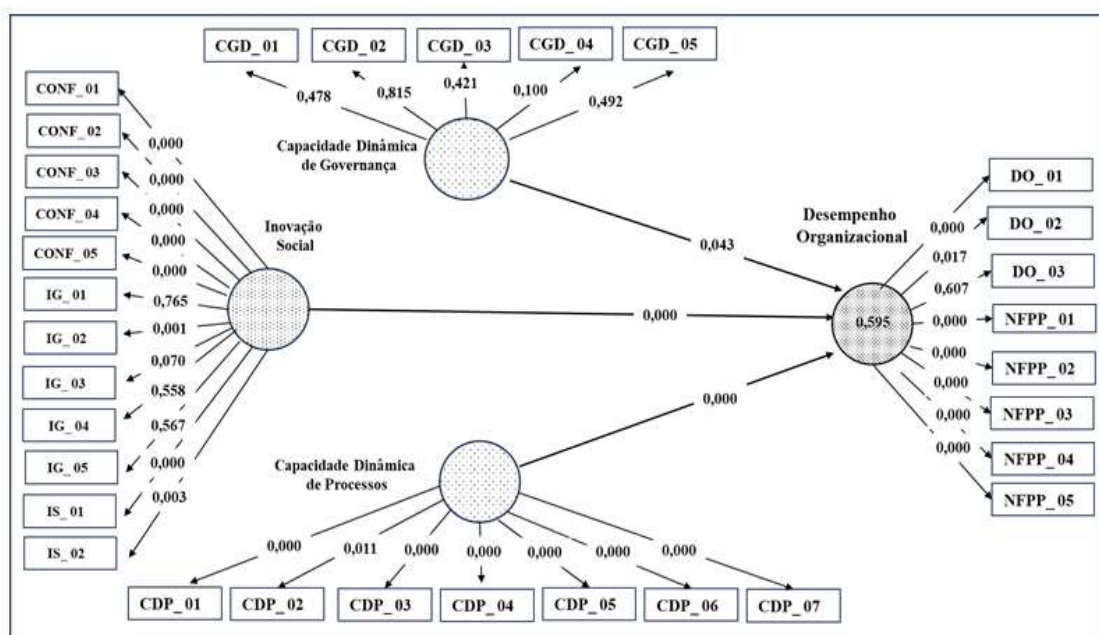 CGD_01
CGD_02
CGD_03
CGD_04
CGD_05
0,478
0,815
0,421
0,100
0,492
Capacidade Dinâmica
de Governança
CONF_01
CONF_02
CONF_03
CONF_04
CONF_05
IG_01
IG_02
IG_03
IG_04
IG_05
IS_01
IS_02
0,000
0,000
0,000
0,000
0,000
0,765
0,001
0,070
0,558
0,567
0,000
0,003
Inovação
Social
0,043
0,000
0,000
Desempenho
Organizacional
0,595
0,000
0,017
0,607
0,000
0,000
0,000
0,000
0,000
DO_01
DO_02
DO_03
NFPP_01
NFPP_02
NFPP_03
NFPP_04
NFPP_05
Capacidade Dinâmica
de Processos
0,000
0,011
0,000
0,000
0,000
0,000
0,000
CDP_01
CDP_02
CDP_03
CDP_04
CDP_05
CDP_06
CDP_07